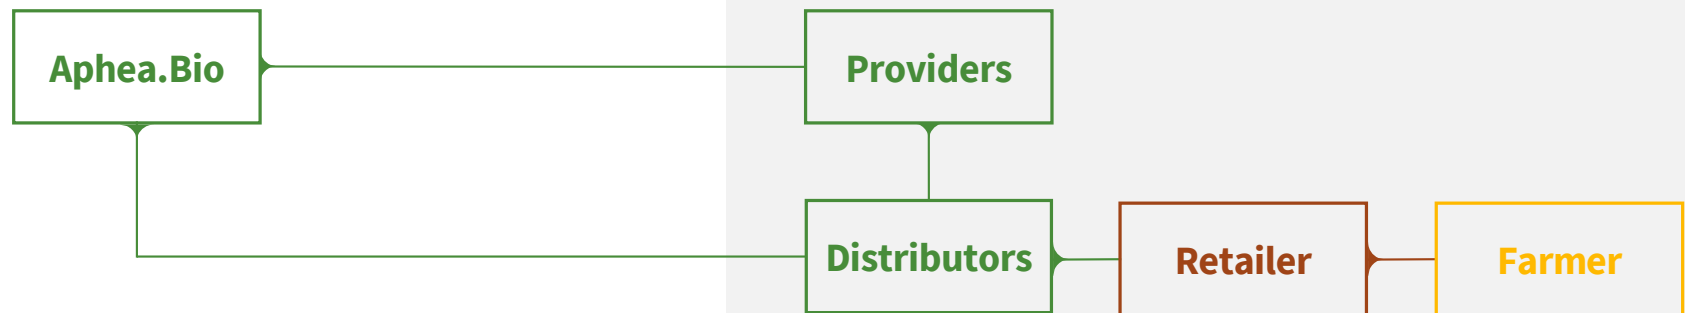 Aphea.Bio
Providers
Distributors
Retailer
Farmer